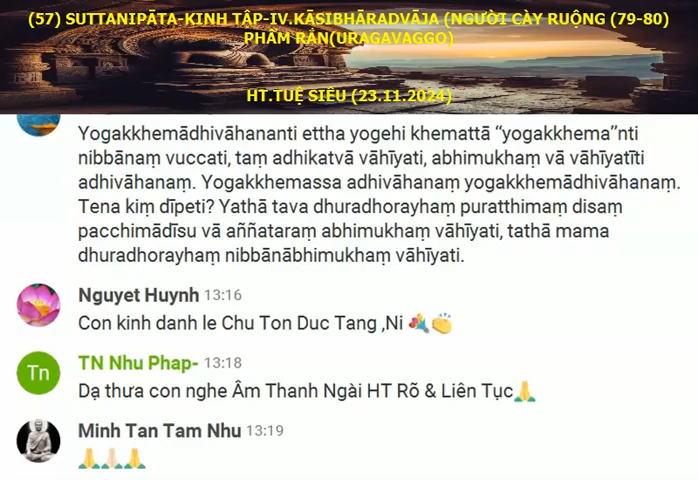 (57) SUTTANIPĀTA-KINH TẬP-IV.KĀSIBHĀRADVĀJA (NGƯỜI CÀY RUỘNG (79-80)
PHẨM RẮN(URAGAVAGGO)
HT.TUỆ SIÊU (23.11.2024)
Yogakkhemādhivāhananti ettha yogehi khemattā “yogakkhema”nti
nibbānaṃ vuccati, taṃ adhikatvā vāhīyati, abhimukhaṃ vā vāhīyatīti
adhivāhanaṃ. Yogakkhemassa adhivāhanaṃ yogakkhemādhivāhanaṃ.
Tena kiṃ dīpeti? Yathā tava dhuradhorayhaṃ puratthimaṃ disaṃ
pacchimādīsu vā aññataraṃ abhimukhaṃ vāhīyati, tathā mama
dhuradhorayhaṃ nibbānābhimukhaṃ vāhīyati.
Nguyet Huynh 13:16
Con kinh danh le Chu Ton Duc Tang ,Ni 💐👏
Tn
TN Nhu Phap- 13:18
Dạ thưa con nghe Âm Thanh Ngài HT Rõ & Liên Tục🙏
Minh Tan Tam Nhu 13:19
🙏🙏🏻🙏